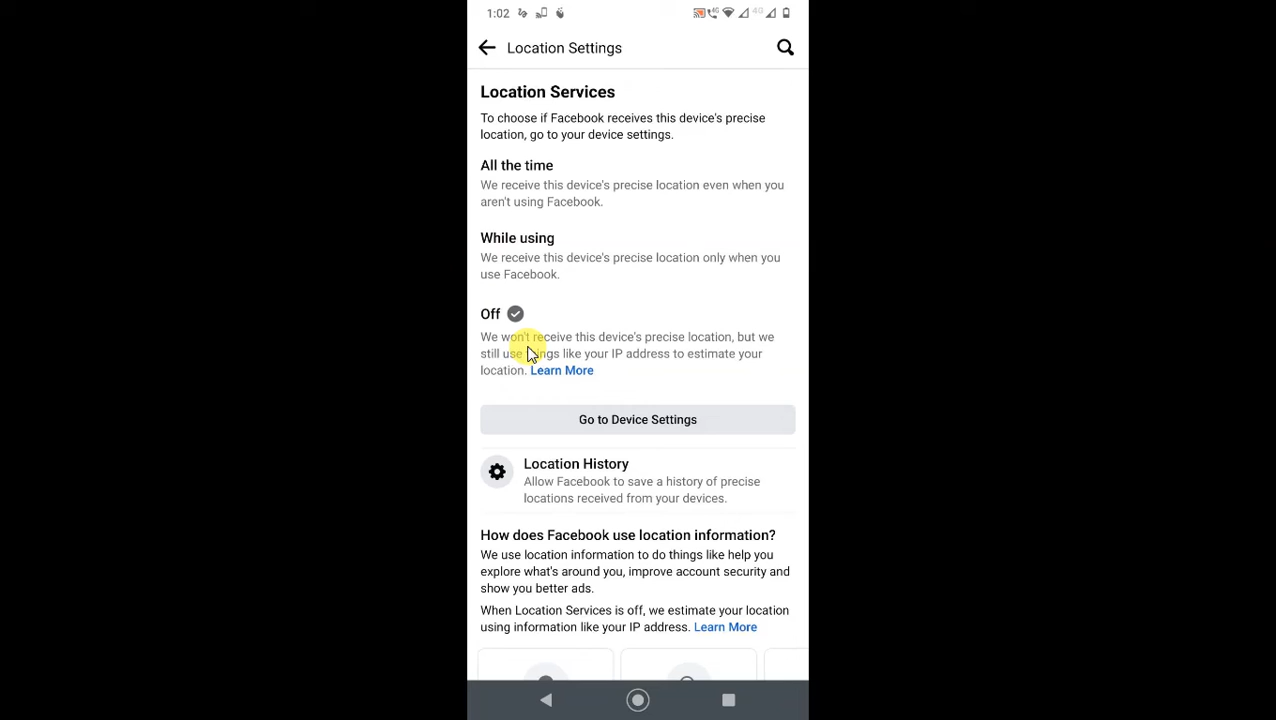 1:02
4G
4G
Location Settings
Location Services
To choose if Facebook receives this device's precise
location, go to your device settings.
All the time
We receive this device's precise location even when you
aren't using Facebook.
While using
We receive this device's precise location only when you
use Facebook.
Off
We won't receive this device's precise location, but we
still use things like your IP address to estimate your
location. Learn More
Go to Device Settings
Location History
Allow Facebook to save a history of precise
locations received from your devices.
How does Facebook use location information?
We use location information to do things like help you
explore what's around you, improve account security and
show you better ads.
When Location Services is off, we estimate your location
using information like your IP address. Learn More